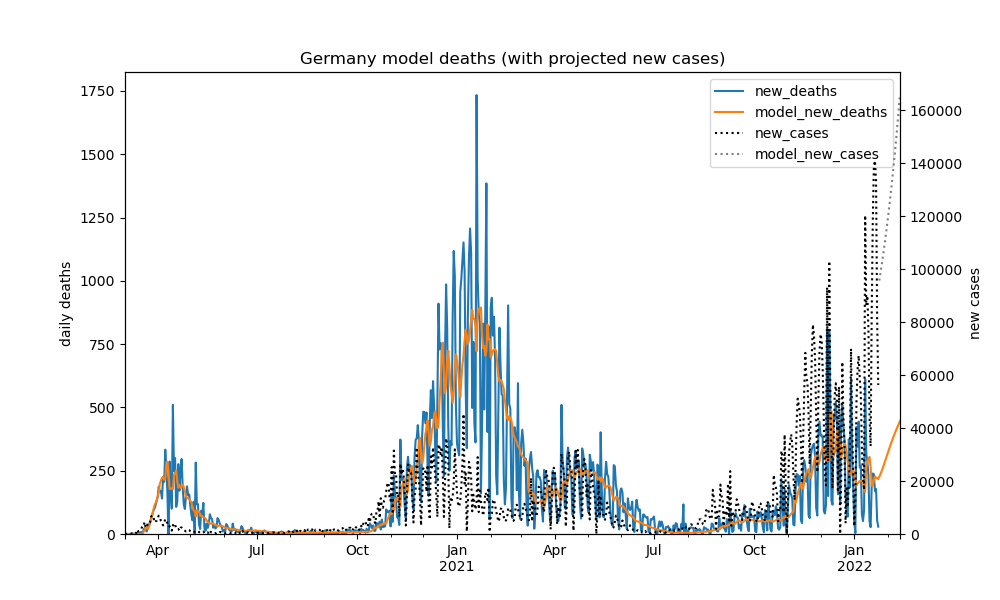 Germany model deaths (with projected new cases)
new_deaths
model_new_deaths
new_cases
model_new_cases
daily deaths
1750
1500
1250
1000
750
500
250
0
160000
140000
120000
100000
80000
60000
40000
20000
0
new cases
Apr
Jul
Oct
Jan
2021
Apr
Jul
Oct
Jan
2022